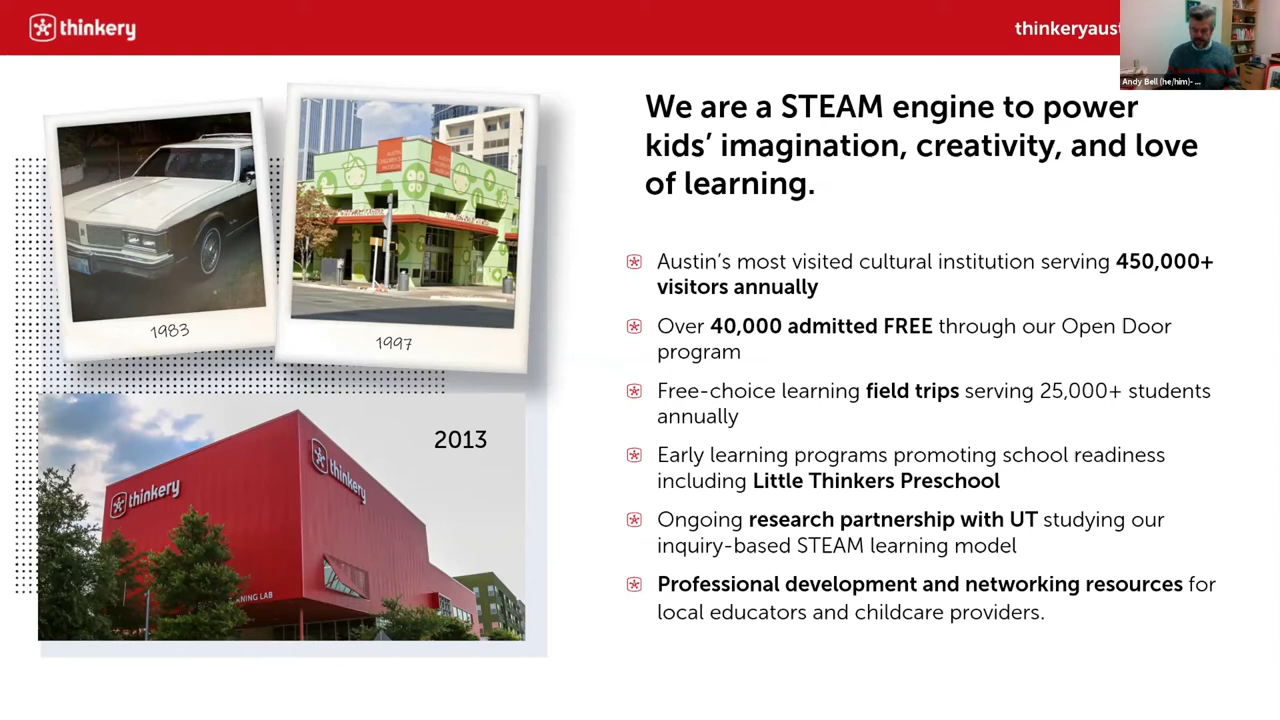 thinkery
thinkeryaust
Andy Bell (he/him)- ...
We are a STEAM engine to power
kids’ imagination, creativity, and love
of learning.
1983
AUSTIN
CHILDREN'S
MUSEUM
1997
2013
thinkery
thinkery
Austin’s most visited cultural institution serving 450,000+
visitors annually
Over 40,000 admitted FREE through our Open Door
program
Free-choice learning field trips serving 25,000+ students
annually
Early learning programs promoting school readiness
including Little Thinkers Preschool
Ongoing research partnership with UT studying our
inquiry-based STEAM learning model
Professional development and networking resources for
local educators and childcare providers.